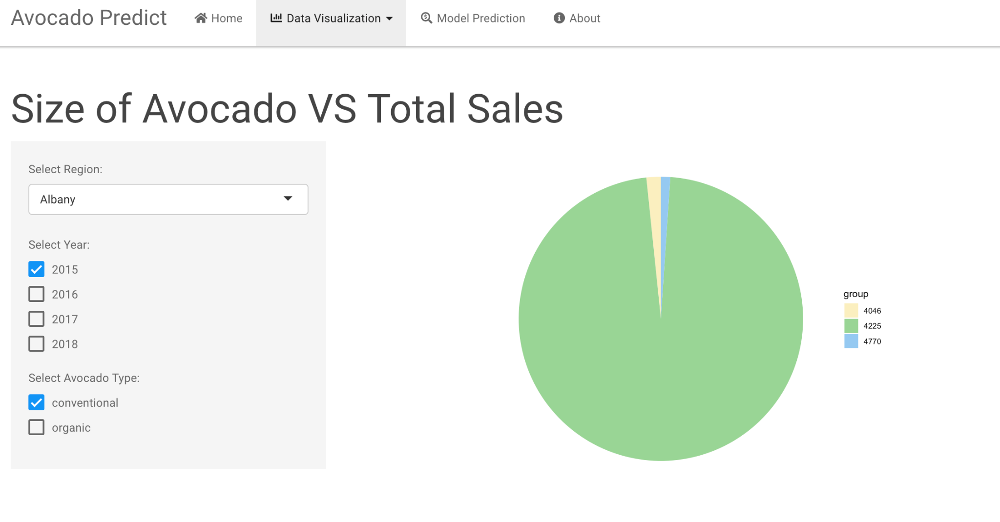 Avocado Predict Home Data Visualization Model Prediction About
Size of Avocado VS Total Sales
Select Region:
Albany
Select Year:
2015
2016
2017
2018
Select Avocado Type:
conventional
organic
group
4046
4225
4770